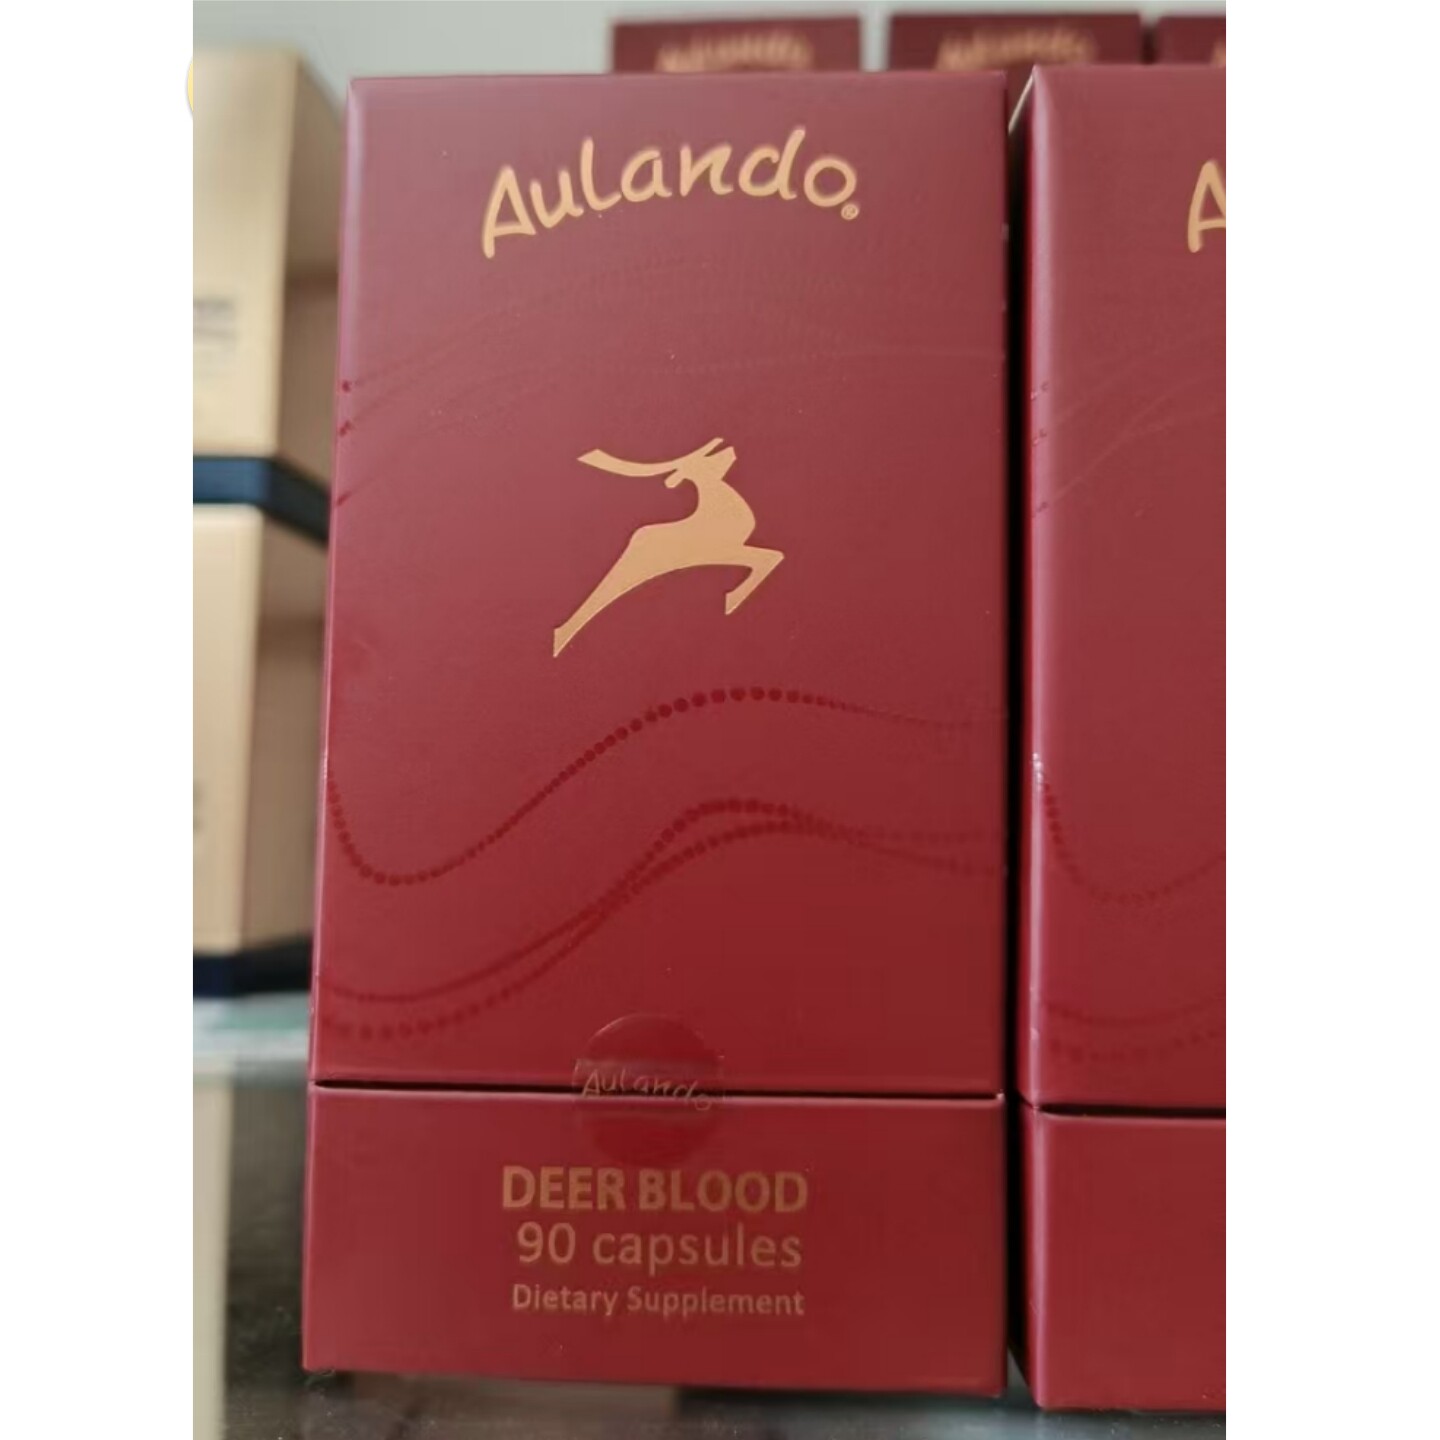 Aulando®
Aulando
DEER BLOOD
90 capsules
Dietary Supplement